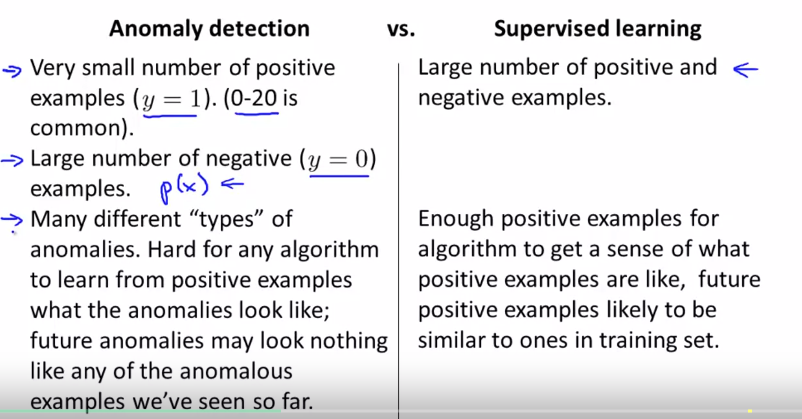 Anomaly detection vs. Supervised learning
→ Very small number of positive
examples (y = 1). (0-20 is
common).
→ Large number of negative (y = 0)
examples. p(x) ←
→ Many different “types” of
anomalies. Hard for any algorithm
to learn from positive examples
what the anomalies look like;
future anomalies may look nothing
like any of the anomalous
examples we’ve seen so far.
Large number of positive and ←
negative examples.
Enough positive examples for
algorithm to get a sense of what
positive examples are like, future
positive examples likely to be
similar to ones in training set.